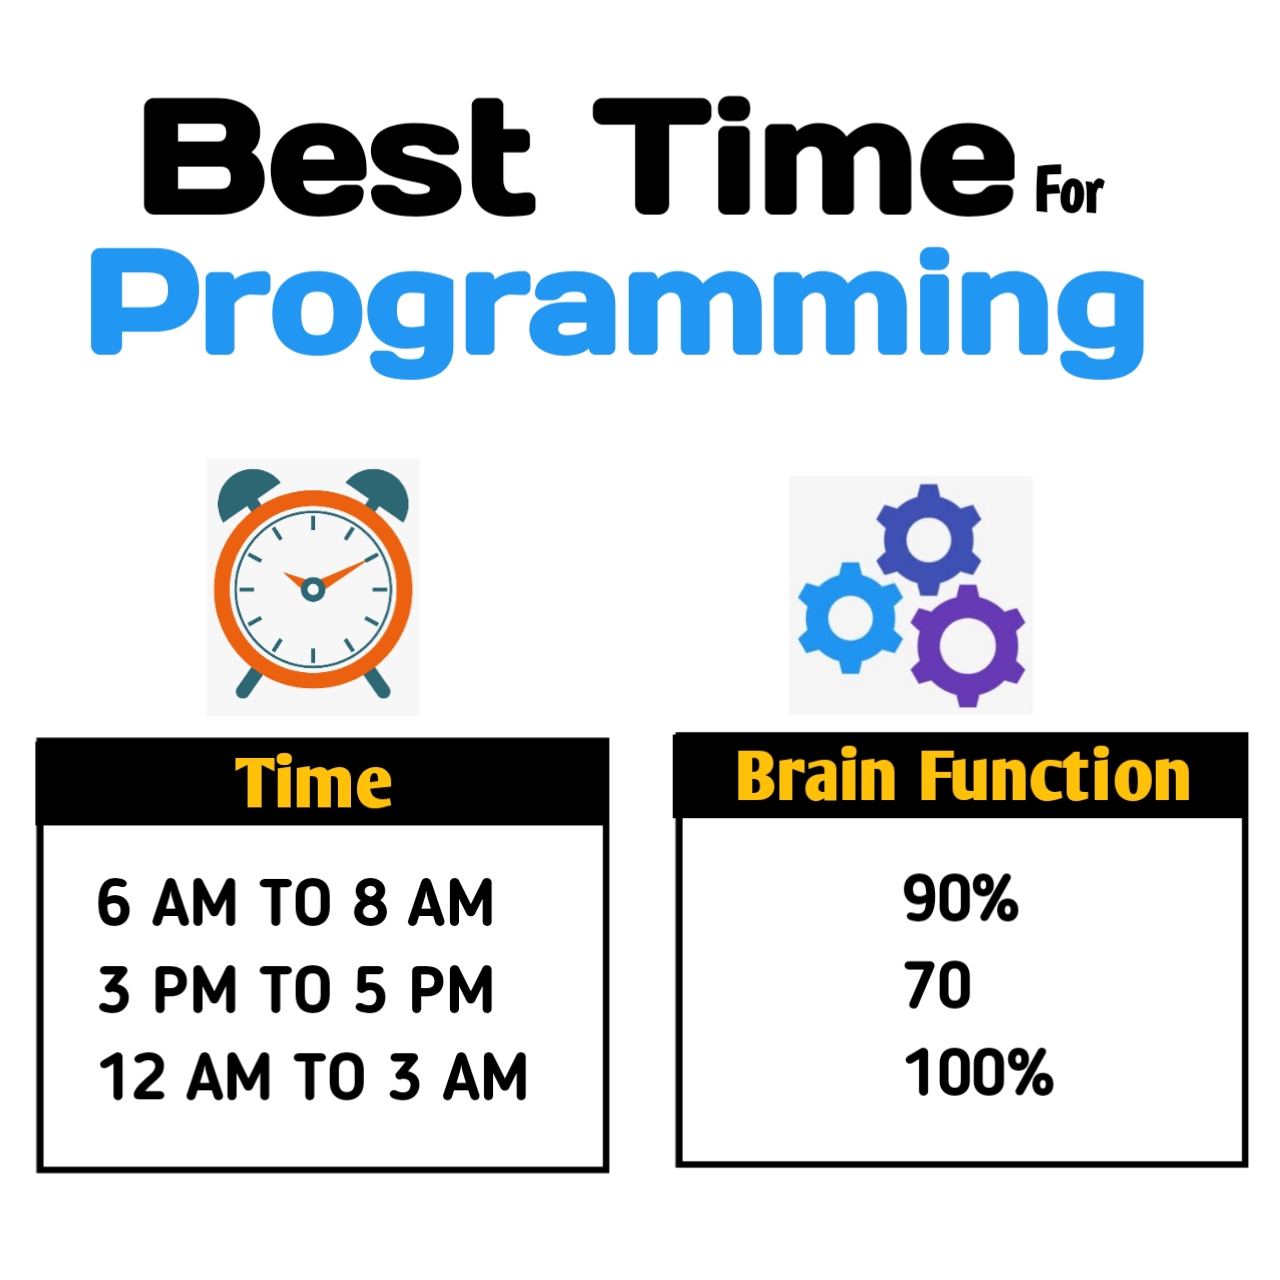 Best Time For
Programming
Time
6 AM TO 8 AM
3 PM TO 5 PM
12 AM TO 3 AM
Brain Function
90%
70
100%